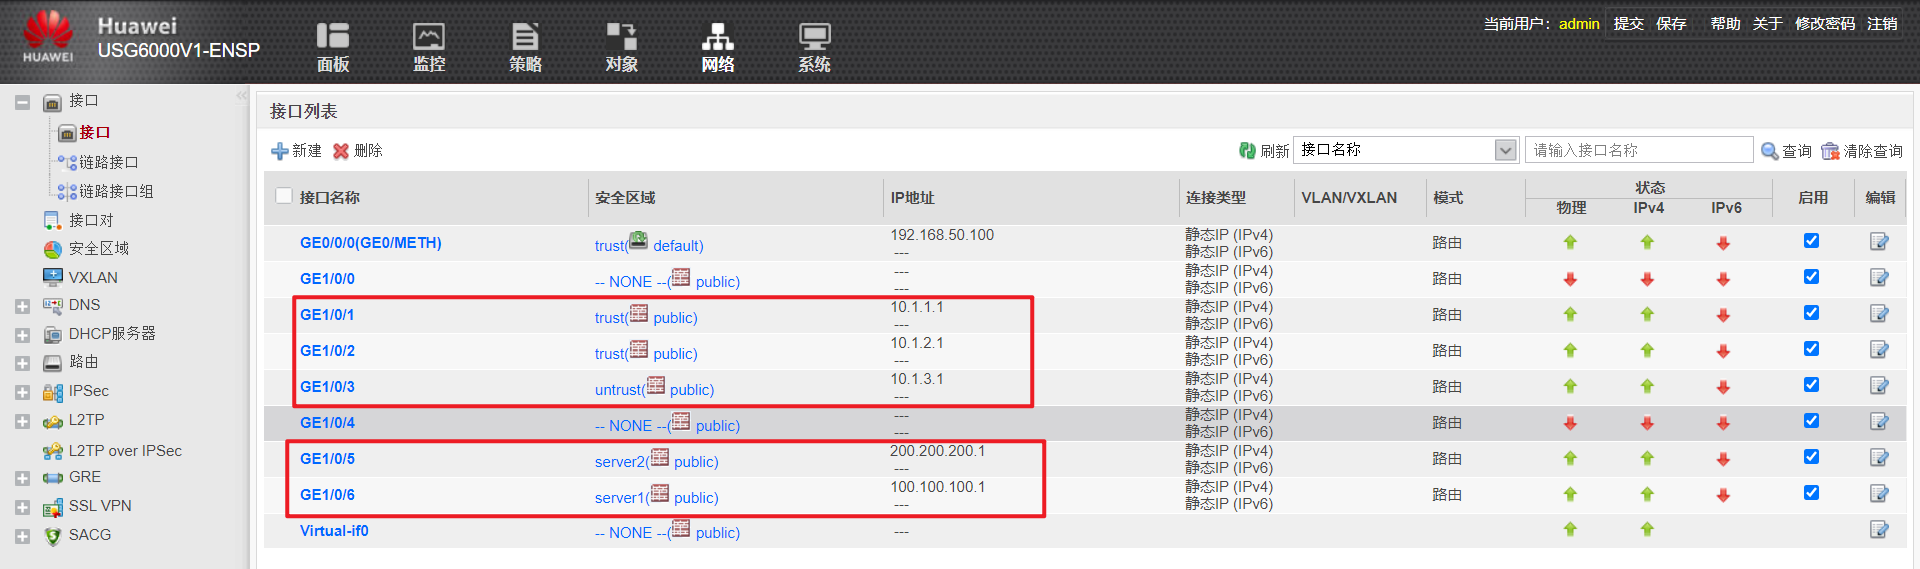 HUAWEI
Huawei
USG6000V1-ENSP
面板
监控
策略
对象
网络
系统
当前用户： admin 提交 保存 帮助 关于 修改密码 注销
接口
接口
链路接口
链路接口组
接口对
安全区域
VXLAN
DNS
DHCP服务器
路由
IPSec
L2TP
L2TP over IPSec
GRE
SSL VPN
SACG
接口列表
新建 删除 刷新 接口名称 请输入接口名称 查询 清除查询
接口名称 安全区域 IP地址 连接类型 VLAN/VXLAN 模式 状态 启用 编辑
物理 IPv4 IPv6
GE0/0/0(GE0/METH) trust( default) 192.168.50.100 静态IP (IPv4) 路由
--- 静态IP (IPv6)
GE1/0/0 -- NONE --( public) --- 静态IP (IPv4) 路由
--- 静态IP (IPv6)
GE1/0/1 trust( public) 10.1.1.1 静态IP (IPv4) 路由
--- 静态IP (IPv6)
GE1/0/2 trust( public) 10.1.2.1 静态IP (IPv4) 路由
--- 静态IP (IPv6)
GE1/0/3 untrust( public) 10.1.3.1 静态IP (IPv4) 路由
--- 静态IP (IPv6)
GE1/0/4 -- NONE --( public) --- 静态IP (IPv4) 路由
--- 静态IP (IPv6)
GE1/0/5 server2( public) 200.200.200.1 静态IP (IPv4) 路由
--- 静态IP (IPv6)
GE1/0/6 server1( public) 100.100.100.1 静态IP (IPv4) 路由
--- 静态IP (IPv6)
Virtual-if0 -- NONE --( public) ---